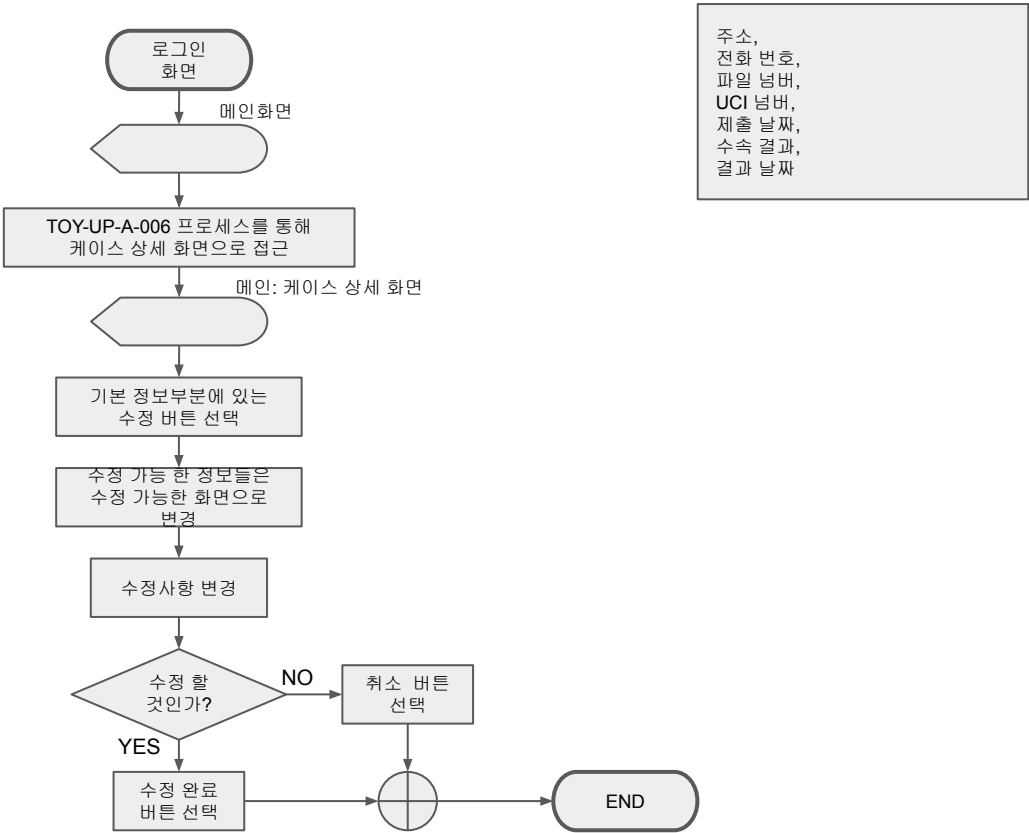 로그인
화면
메인화면
TOY-UP-A-006 프로세스를 통해
케이스 상세 화면으로 접근
메인: 케이스 상세 화면
기본 정보부분에 있는
수정 버튼 선택
수정 가능 한 정보들은
수정 가능한 화면으로
변경
수정사항 변경
수정 할
것인가?
NO
취소 버튼
선택
YES
수정 완료
버튼 선택
END
주소,
전화 번호,
파일 넘버,
UCI 넘버,
제출 날짜,
수속 결과,
결과 날짜